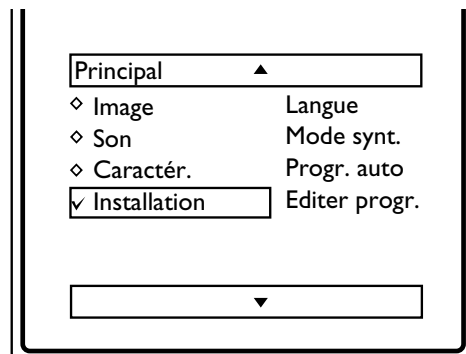 Principal ▲
◇ Image Langue
◇ Son Mode synt.
◇ Caractér. Progr. auto
✓ Installation Editer progr.
▼